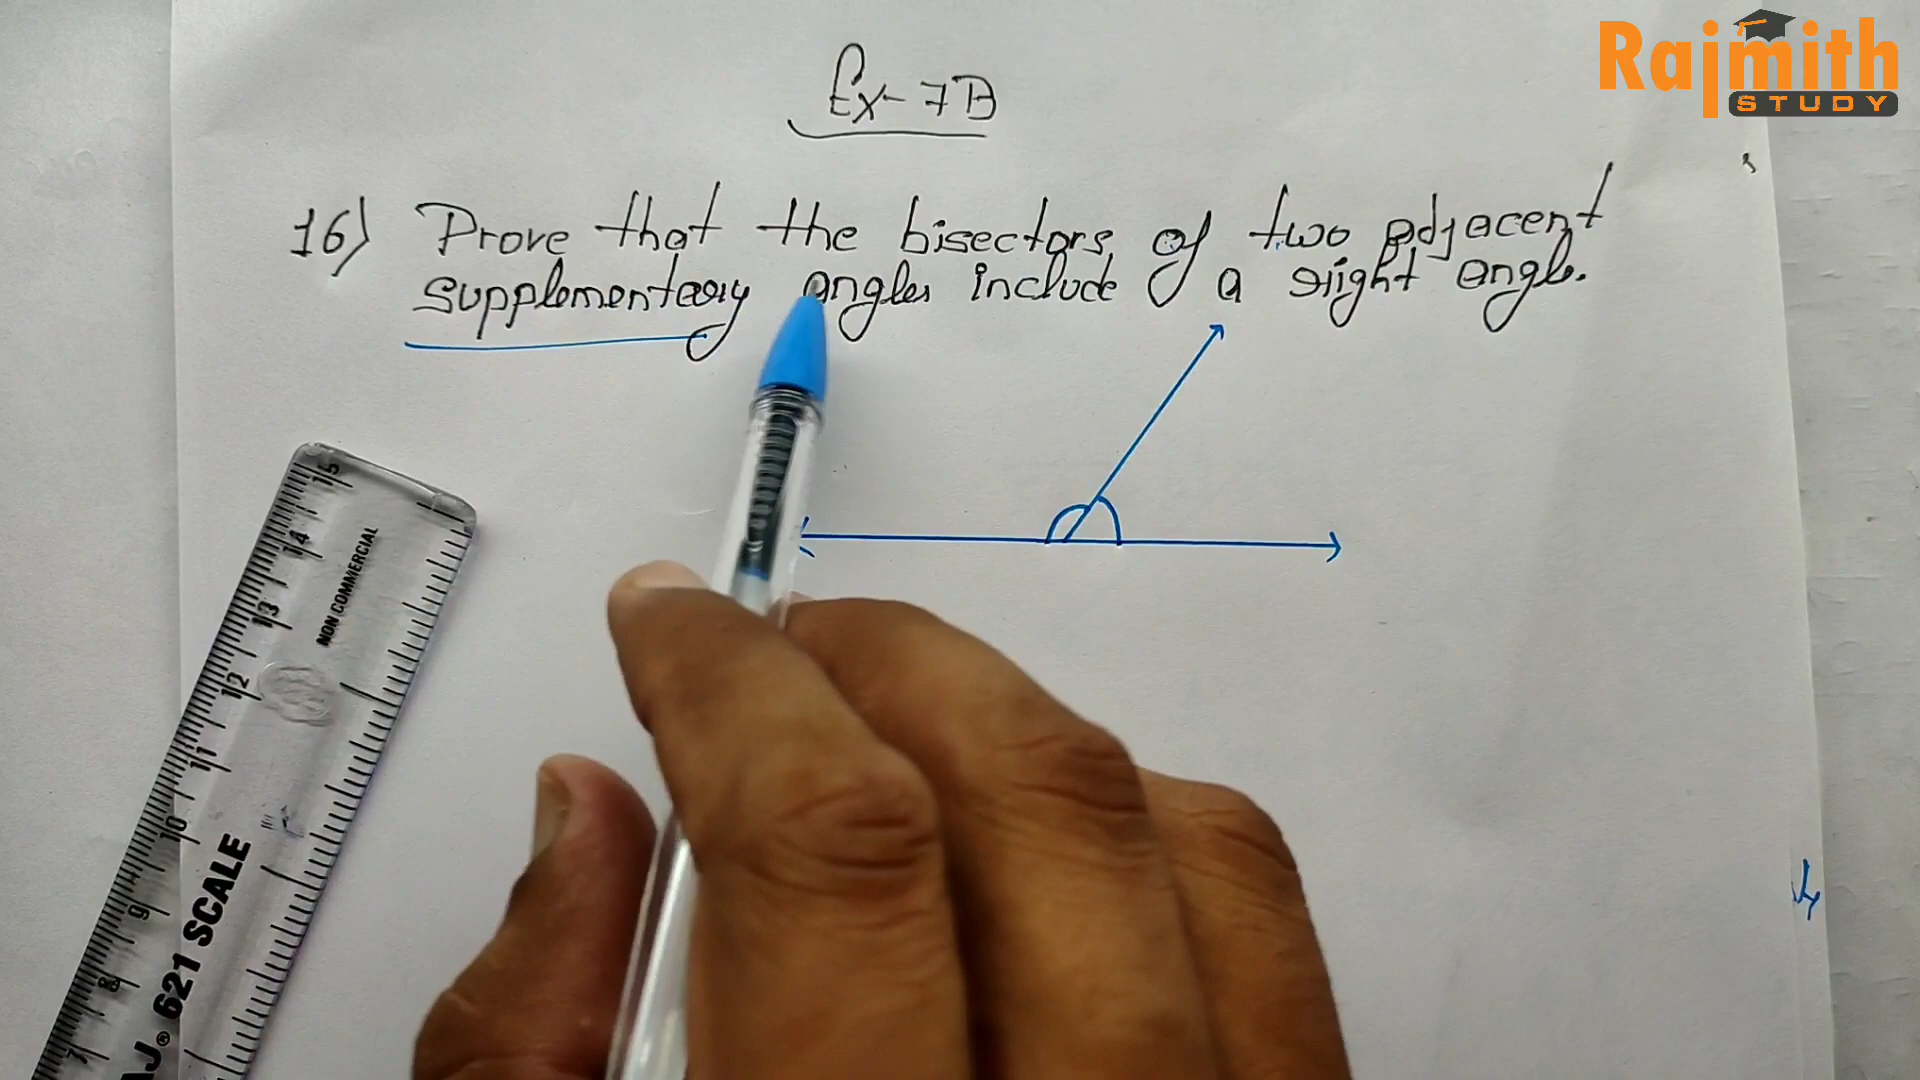 Rajmith
STUDY
Ex-7B
16) Prove that the bisectors of two adjacent
supplementary angles include a right angle.
15
14
13
12
11
10
9
8
7
NON COMMERCIAL
AJ® 621 SCALE